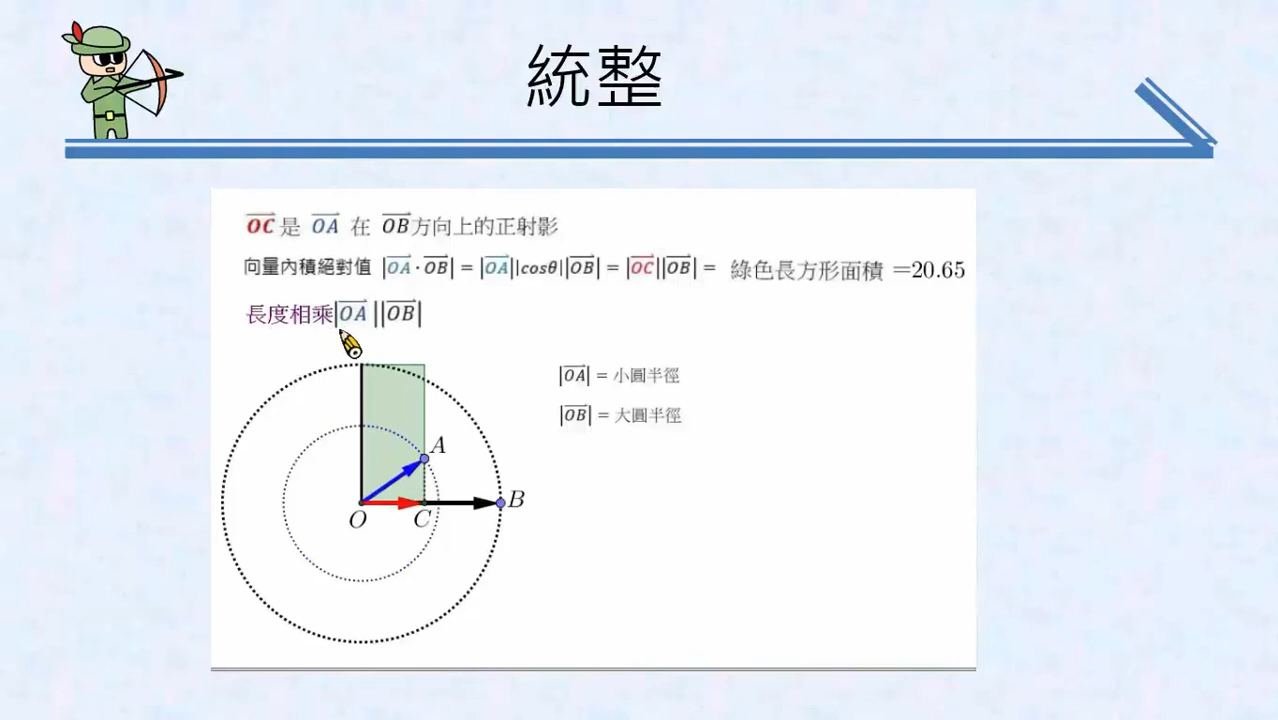 統整
OC 是 OA 在 OB方向上的正射影
向量內積絕對值 |OA·OB| = |OA||cosθ||OB| = |OC||OB| = 綠色長方形面積 =20.65
長度相乘|OA ||OB|
|OA| = 小圓半徑
|OB| = 大圓半徑
A
B
O
C